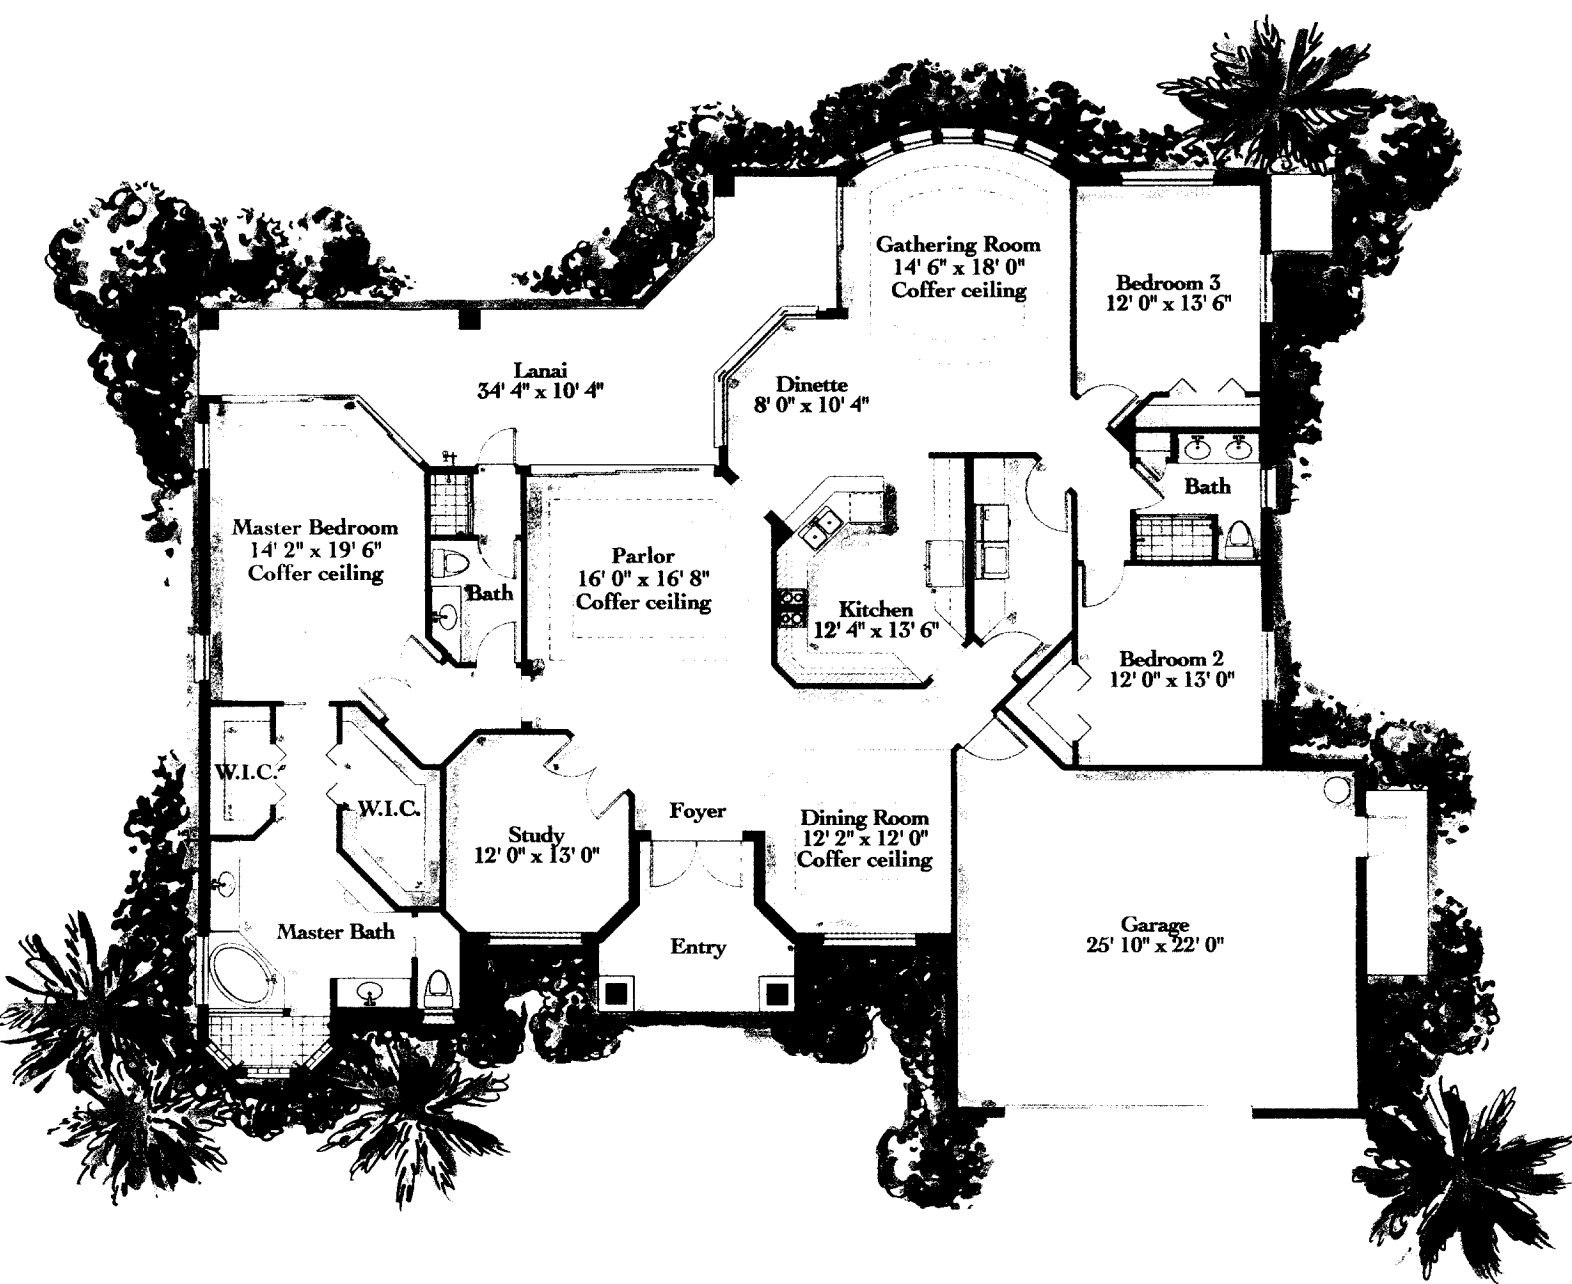 Gathering Room
14' 6" x 18' 0"
Coffer ceiling
Bedroom 3
12' 0" x 13' 6"
Lanai
34' 4" x 10' 4"
Dinette
8' 0" x 10' 4"
Bath
Master Bedroom
14' 2" x 19' 6"
Coffer ceiling
Parlor
16' 0" x 16' 8"
Coffer ceiling
Bath
Kitchen
12' 4" x 13' 6"
Bedroom 2
12' 0" x 13' 0"
W.I.C.
W.I.C.
Study
12' 0" x 13' 0"
Foyer
Dining Room
12' 2" x 12' 0"
Coffer ceiling
Master Bath
Entry
Garage
25' 10" x 22' 0"